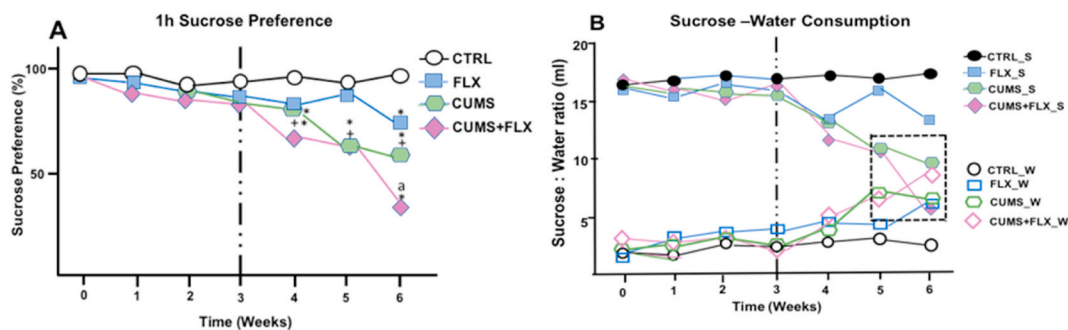 A
1h Sucrose Preference
Sucrose Preference (%)
100
50
CTRL
FLX
CUMS
CUMS+FLX
*
+*
*
+
*
*
+
a
*
0 1 2 3 4 5 6
Time (Weeks)
B
Sucrose –Water Consumption
Sucrose : Water ratio (ml)
20
15
10
5
CTRL_S
FLX_S
CUMS_S
CUMS+FLX_S
CTRL_W
FLX_W
CUMS_W
CUMS+FLX_W
0 1 2 3 4 5 6
Time (Weeks)